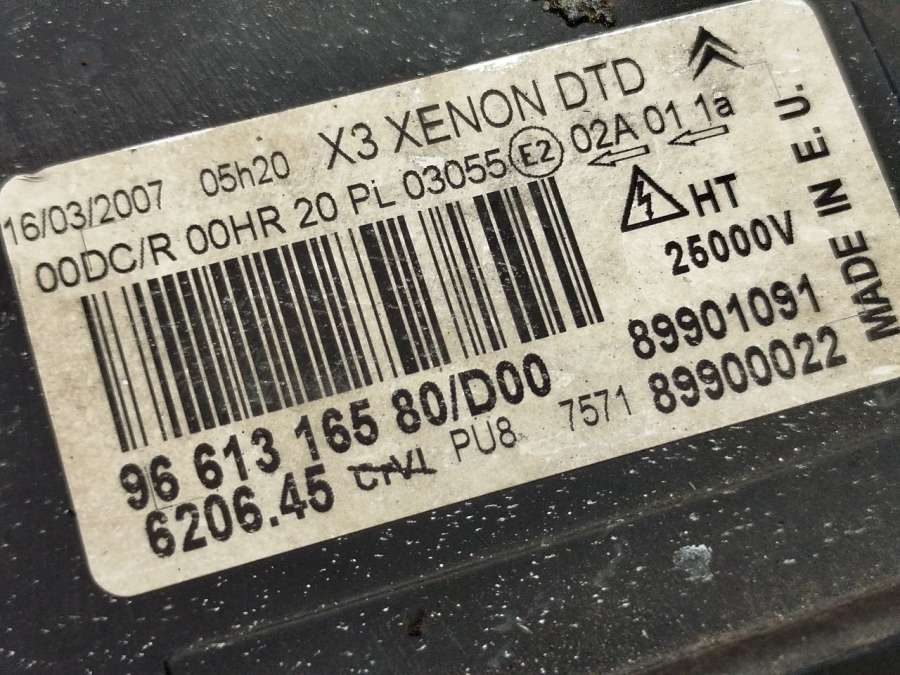 16/03/2007 05h20 X3 XENON DTD
00DC/R 00HR 20 PL 03055 E2 02A 01 1a
HT
25000V
MADE IN E.U.
96 613 165 80/D00 89901091
6206.45 CIVI PU8 7571 89900022